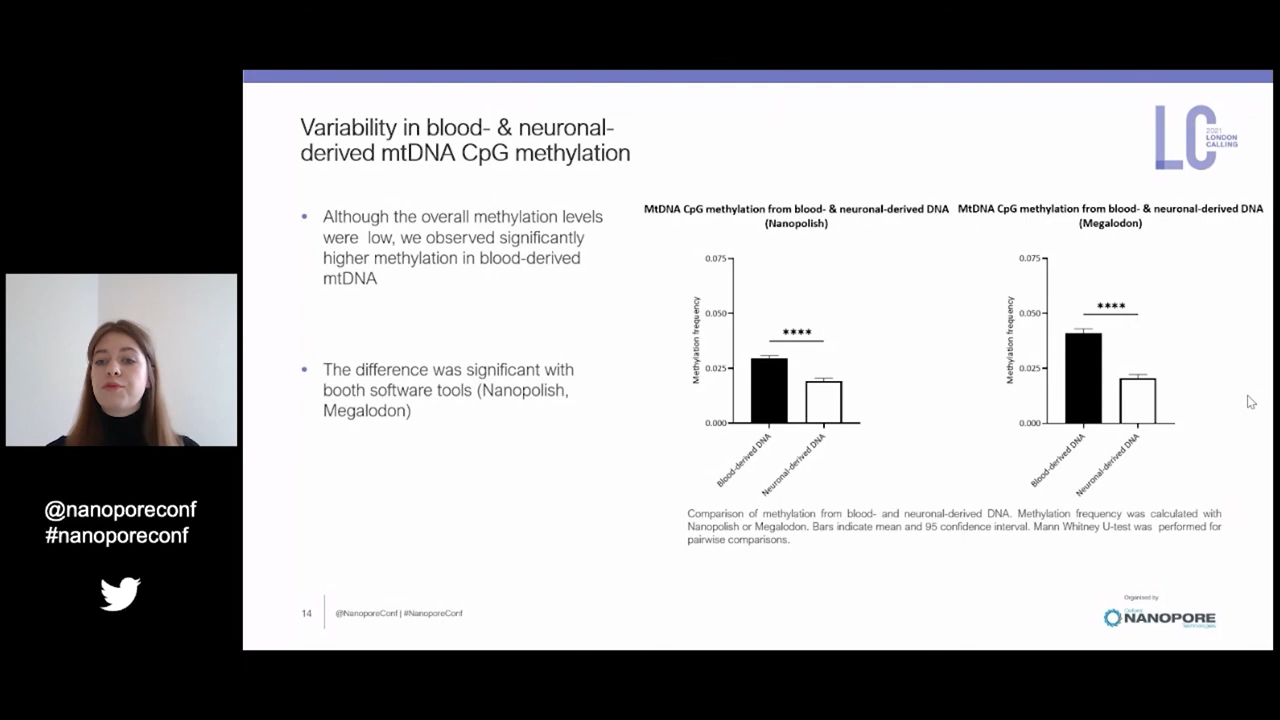 Variability in blood- & neuronal-
derived mtDNA CpG methylation
2021
LONDON
CALLING
LC
• Although the overall methylation levels
were low, we observed significantly
higher methylation in blood-derived
mtDNA
• The difference was significant with
booth software tools (Nanopolish,
Megalodon)
MtDNA CpG methylation from blood- & neuronal-derived DNA
(Nanopolish)
0.075
0.050
0.025
0.000
Methylation frequency
****
Blood-derived DNA
Neuronal-derived DNA
MtDNA CpG methylation from blood- & neuronal-derived DNA
(Megalodon)
0.075
0.050
0.025
0.000
Methylation frequency
****
Blood-derived DNA
Neuronal-derived DNA
Comparison of methylation from blood- and neuronal-derived DNA. Methylation frequency was calculated with
Nanopolish or Megalodon. Bars indicate mean and 95 confidence interval. Mann Whitney U-test was performed for
pairwise comparisons.
@nanoporeconf
#nanoporeconf
14
@NanoporeConf | #NanoporeConf
Organised by
Oxford
NANOPORE
Technologies